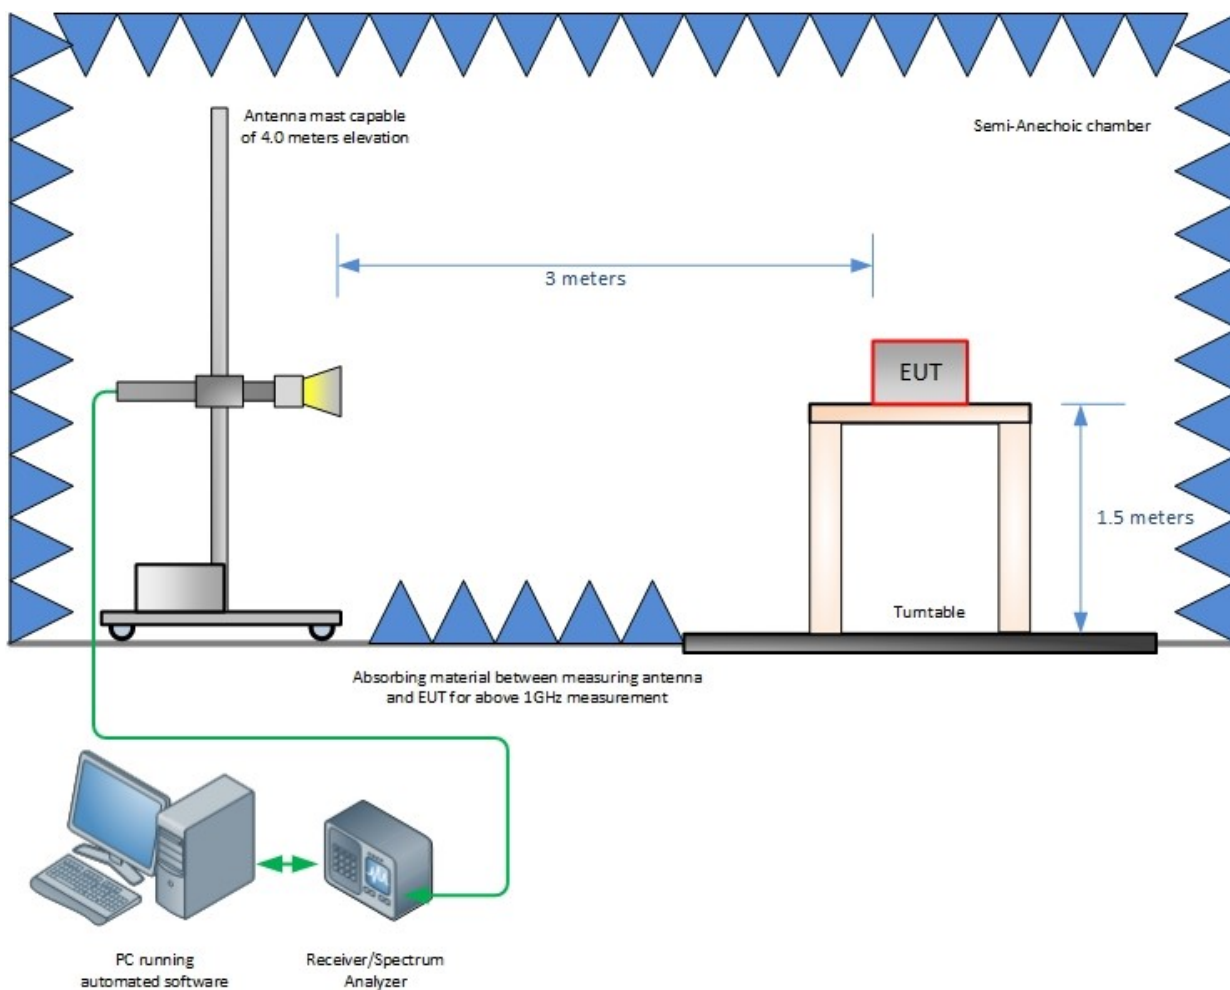 Antenna mast capable
of 4.0 meters elevation
Semi-Anechoic chamber
3 meters
EUT
1.5 meters
Turntable
Absorbing material between measuring antenna
and EUT for above 1GHz measurement
PC running
automated software
Receiver/Spectrum
Analyzer